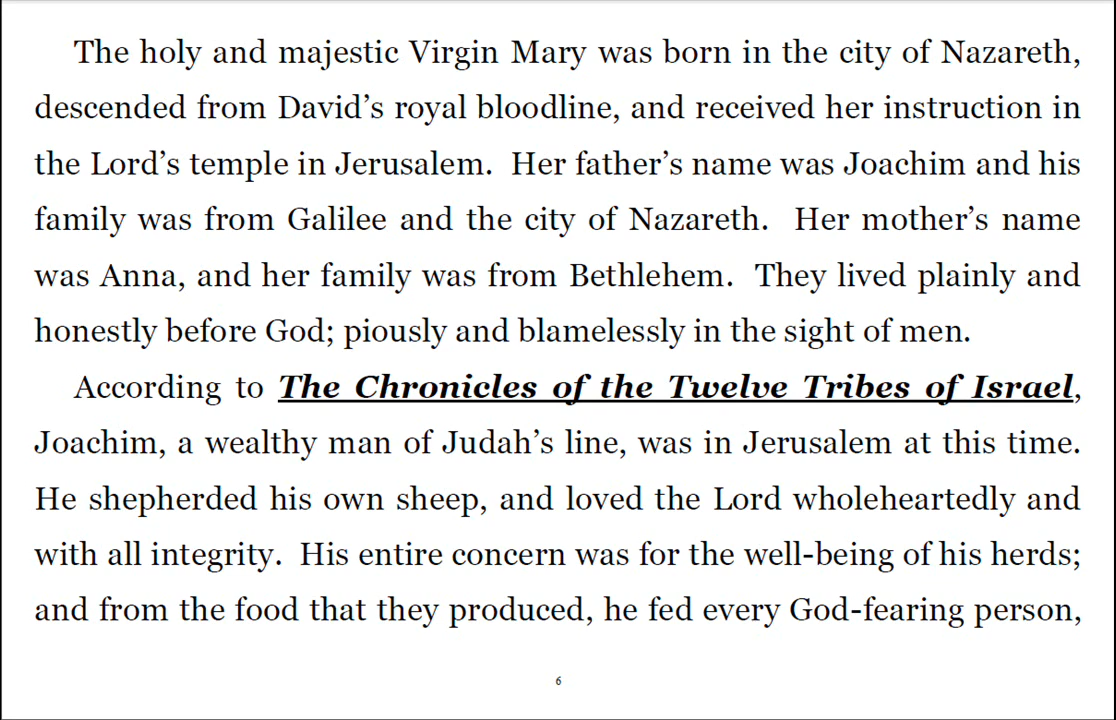 The holy and majestic Virgin Mary was born in the city of Nazareth,
descended from David’s royal bloodline, and received her instruction in
the Lord’s temple in Jerusalem.  Her father’s name was Joachim and his
family was from Galilee and the city of Nazareth.  Her mother’s name
was Anna, and her family was from Bethlehem.  They lived plainly and
honestly before God; piously and blamelessly in the sight of men.
According to The Chronicles of the Twelve Tribes of Israel,
Joachim, a wealthy man of Judah’s line, was in Jerusalem at this time.
He shepherded his own sheep, and loved the Lord wholeheartedly and
with all integrity.  His entire concern was for the well-being of his herds;
and from the food that they produced, he fed every God-fearing person,
6